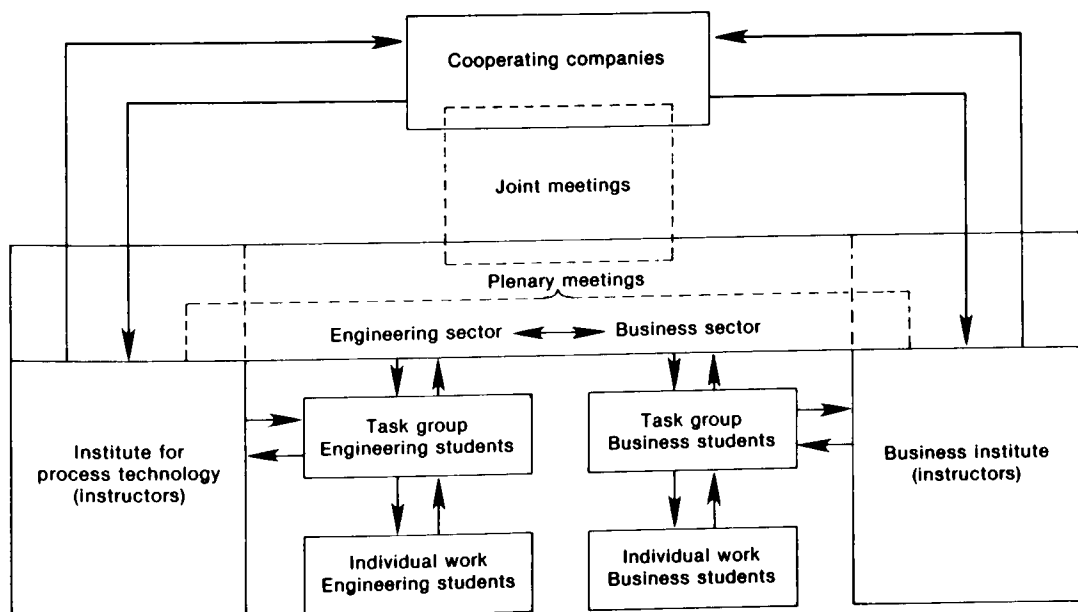 Cooperating companies
Joint meetings
Plenary meetings
Engineering sector
Business sector
Task group
Engineering students
Task group
Business students
Institute for
process technology
(instructors)
Business institute
(instructors)
Individual work
Engineering students
Individual work
Business students